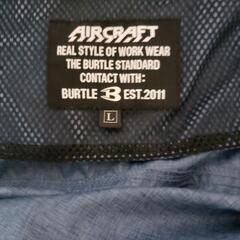 AIRCRAFT
REAL STYLE OF WORK WEAR
THE BURTLE STANDARD
CONTACT WITH:
BURTLE EST.2011
L